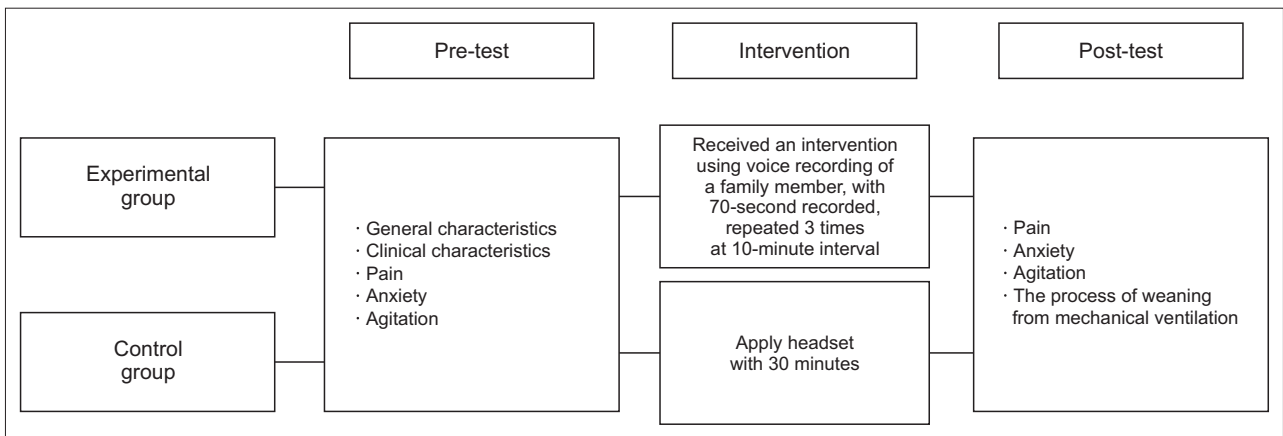 Pre-test
Intervention
Post-test
Experimental
group
Control
group
· General characteristics
· Clinical characteristics
· Pain
· Anxiety
· Agitation
Received an intervention
using voice recording of
a family member, with
70-second recorded,
repeated 3 times
at 10-minute interval
Apply headset
with 30 minutes
· Pain
· Anxiety
· Agitation
· The process of weaning
from mechanical ventilation